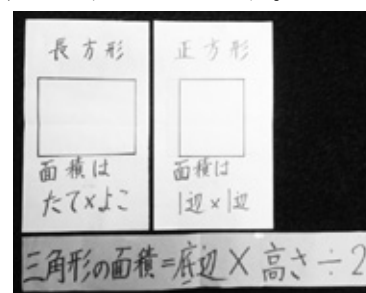 長方形
面積は
たて×よこ
正方形
面積は
1辺×1辺
三角形の面積=底辺×高さ÷2